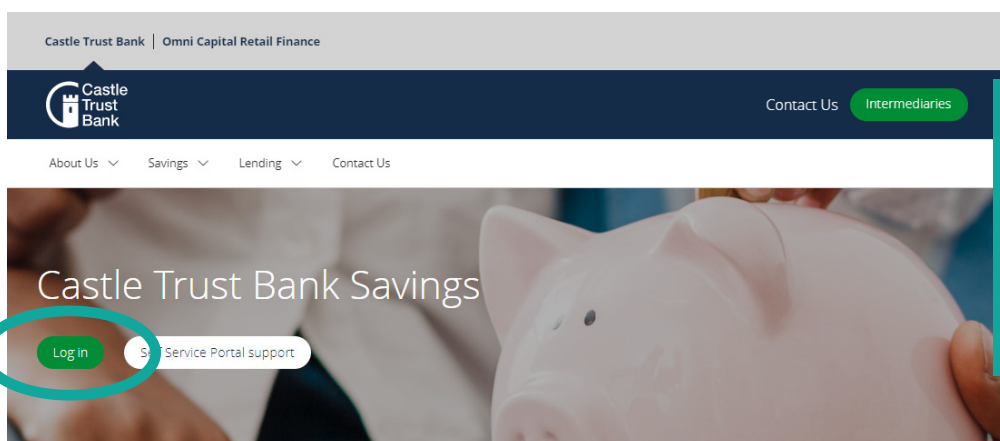 Castle Trust Bank | Omni Capital Retail Finance
Castle
Trust
Bank
Contact Us Intermediaries
About Us Savings Lending Contact Us
Castle Trust Bank Savings
Log in Self Service Portal support